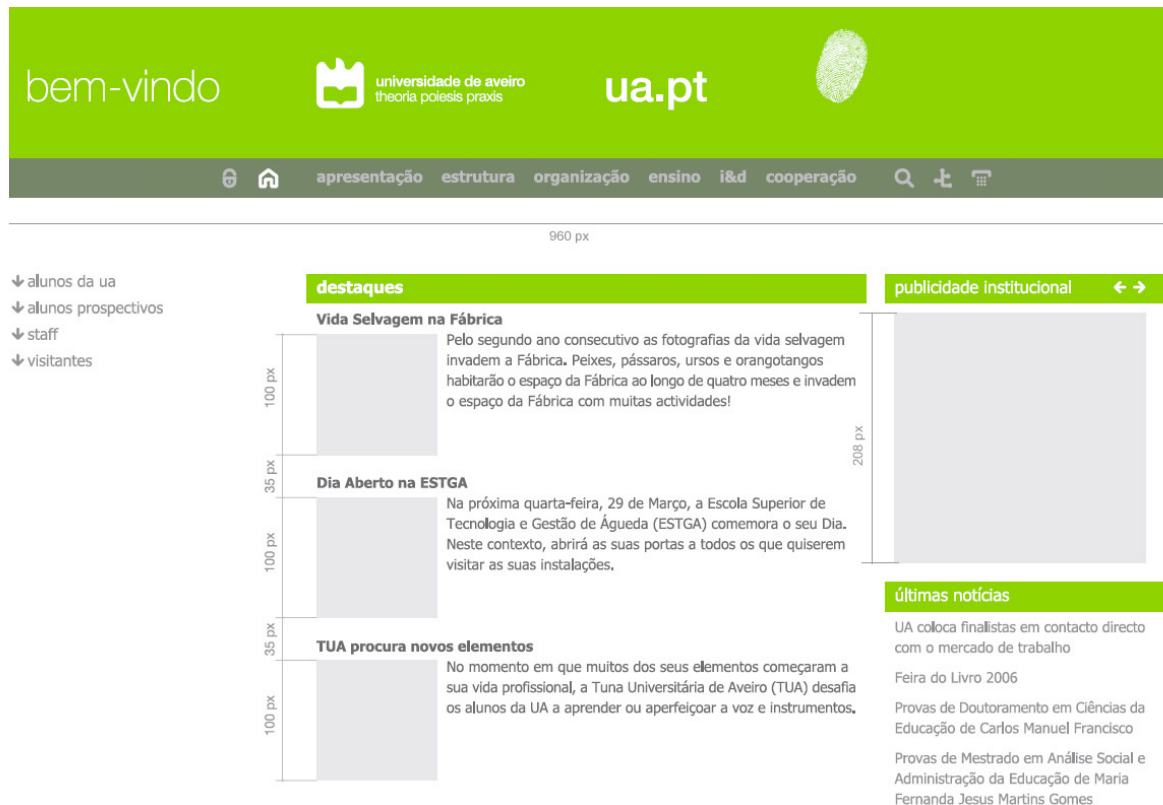 bem-vindo
universidade de aveiro
theoria poiesis praxis
ua.pt
apresentação estrutura organização ensino i&d cooperação
960 px
alunos da ua
alunos prospectivos
staff
visitantes
destaques
Vida Selvagem na Fábrica
Pelo segundo ano consecutivo as fotografias da vida selvagem
invadem a Fábrica. Peixes, pássaros, ursos e orangotangos
habitarão o espaço da Fábrica ao longo de quatro meses e invadem
o espaço da Fábrica com muitas actividades!
100 px
35 px
Dia Aberto na ESTGA
Na próxima quarta-feira, 29 de Março, a Escola Superior de
Tecnologia e Gestão de Águeda (ESTGA) comemora o seu Dia.
Neste contexto, abrirá as suas portas a todos os que quiserem
visitar as suas instalações.
100 px
35 px
TUA procura novos elementos
No momento em que muitos dos seus elementos começaram a
sua vida profissional, a Tuna Universitária de Aveiro (TUA) desafia
os alunos da UA a aprender ou aperfeiçoar a voz e instrumentos.
100 px
publicidade institucional
208 px
últimas notícias
UA coloca finalistas em contacto directo
com o mercado de trabalho
Feira do Livro 2006
Provas de Doutoramento em Ciências da
Educação de Carlos Manuel Francisco
Provas de Mestrado em Análise Social e
Administração da Educação de Maria
Fernanda Jesus Martins Gomes